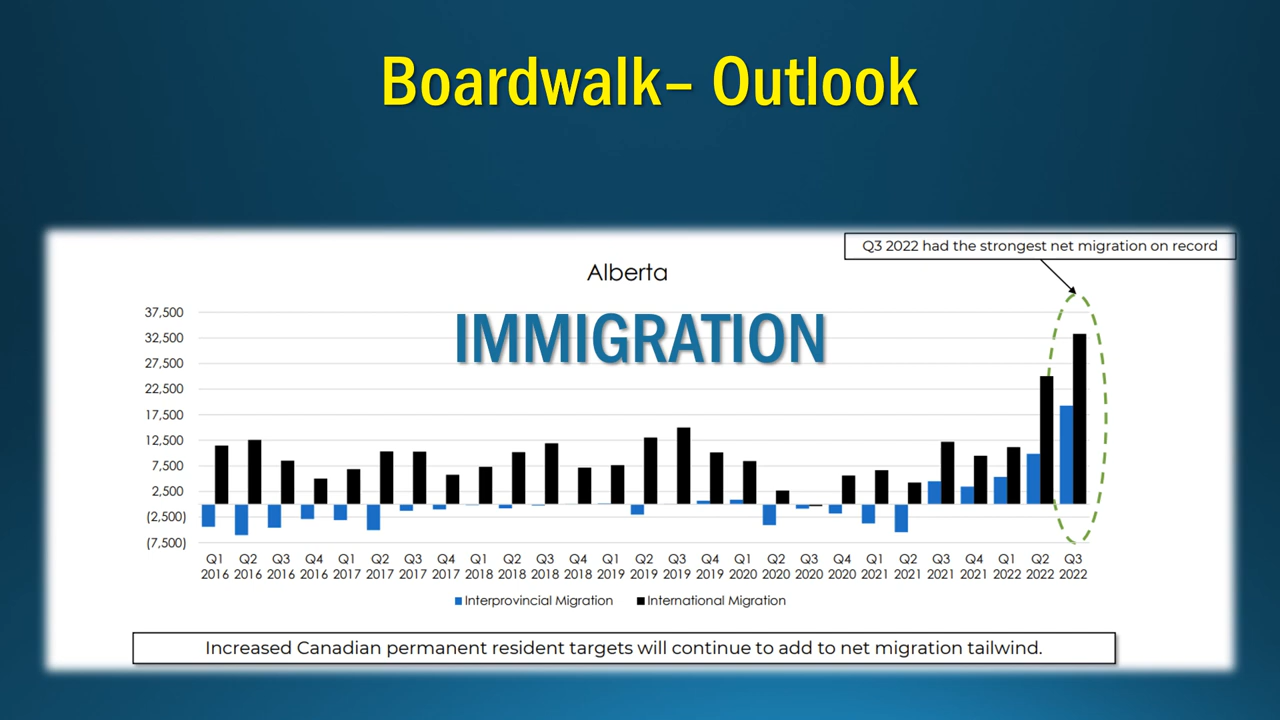 Boardwalk– Outlook
Q3 2022 had the strongest net migration on record
Alberta
IMMIGRATION
37,500
32,500
27,500
22,500
17,500
12,500
7,500
2,500
(2,500)
(7,500)
Q1 Q2 Q3 Q4 Q1 Q2 Q3 Q4 Q1 Q2 Q3 Q4 Q1 Q2 Q3 Q4 Q1 Q2 Q3 Q4 Q1 Q2 Q3 Q4 Q1 Q2 Q3
2016 2016 2016 2016 2017 2017 2017 2017 2018 2018 2018 2018 2019 2019 2019 2019 2020 2020 2020 2020 2021 2021 2021 2021 2022 2022 2022
Interprovincial Migration International Migration
Increased Canadian permanent resident targets will continue to add to net migration tailwind.